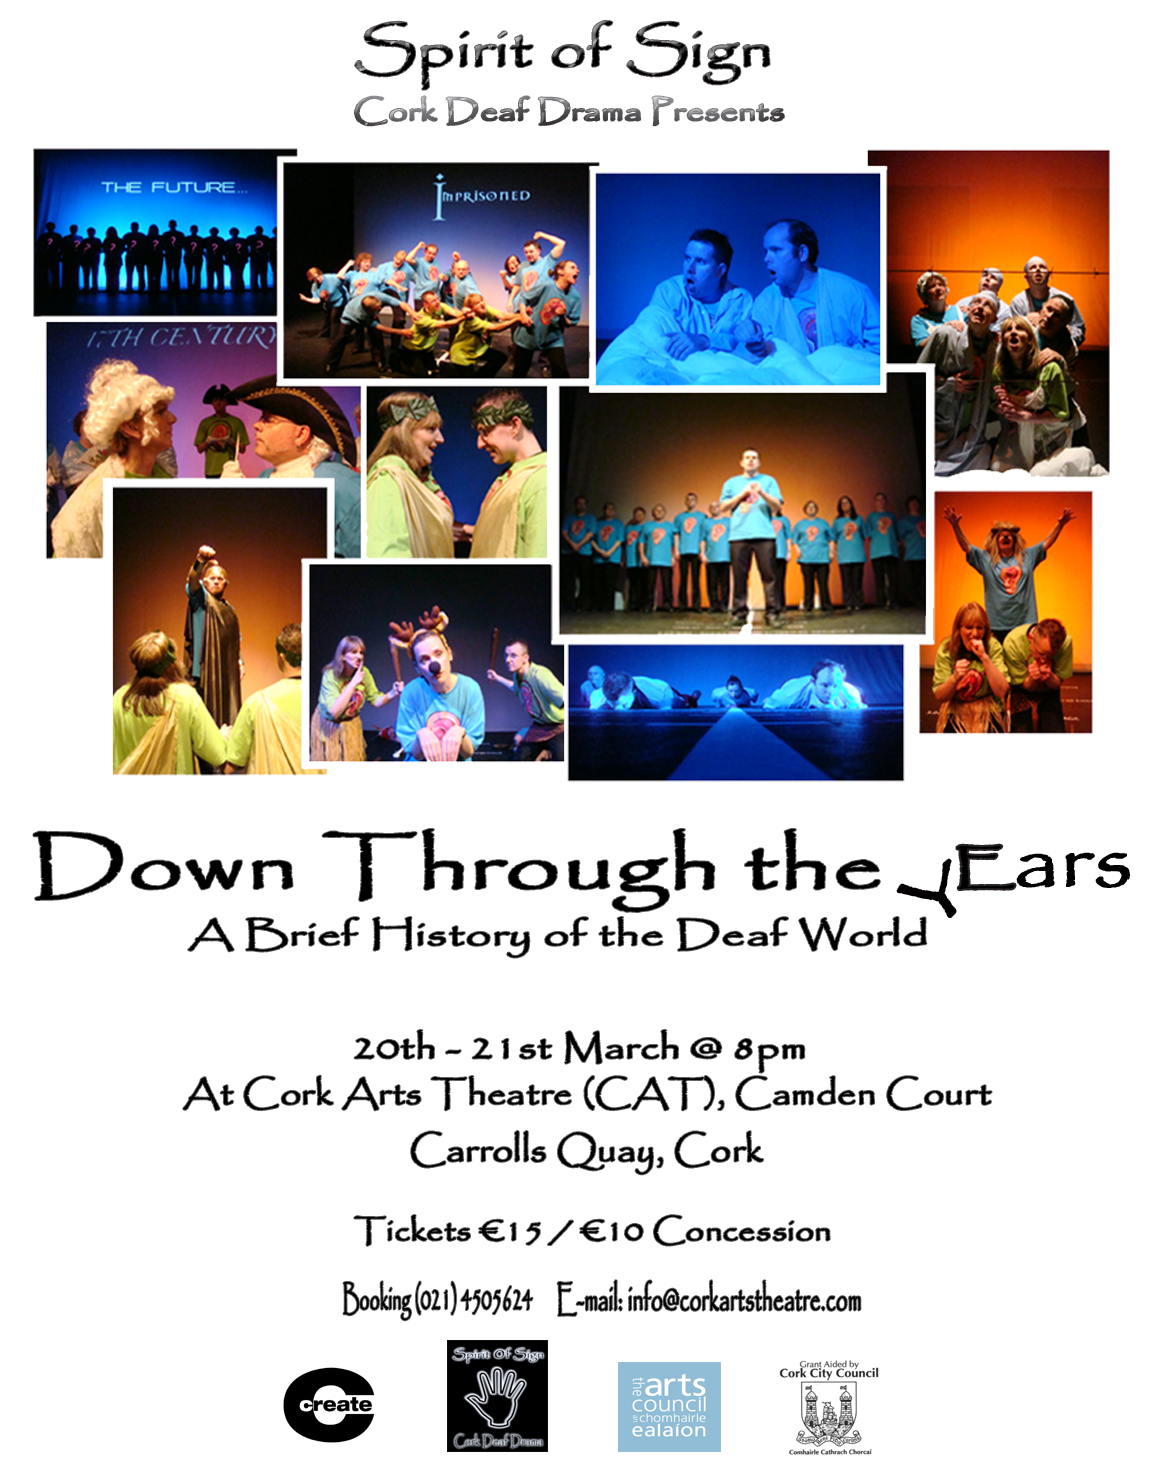 Spirit of Sign
Cork Deaf Drama Presents
THE FUTURE...
IMPRISONED
17TH CENTURY
Down Through the yEars
A Brief History of the Deaf World
20th - 21st March @ 8pm
At Cork Arts Theatre (CAT), Camden Court
Carrolls Quay, Cork
Tickets €15 / €10 Concession
Booking (021) 4505624 E-mail: info@corkartstheatre.com
create
Spirit Of Sign
Cork Deaf Drama
the arts
council
chomhairle
ealaíon
Grant Aided by
Cork City Council
Comhairle Cathrach Chorcaí